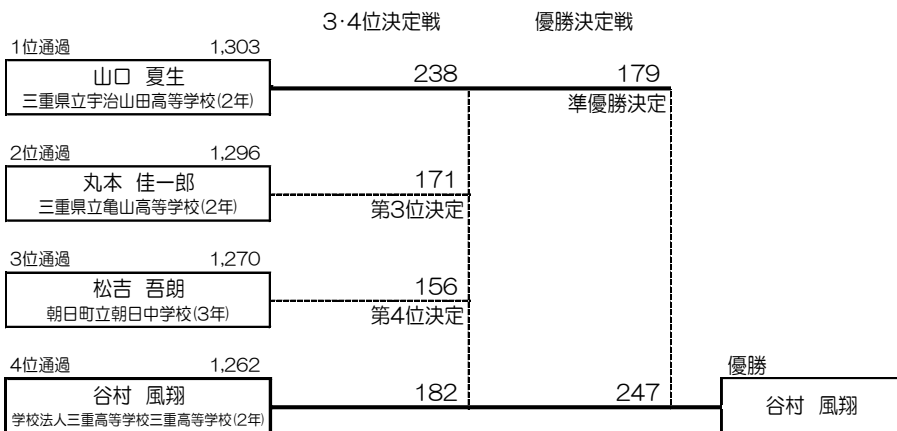 3・4位決定戦 優勝決定戦
1位通過 1,303
山口 夏生
三重県立宇治山田高等学校(2年)
238 179
準優勝決定
2位通過 1,296
丸本 佳一郎
三重県立亀山高等学校(2年)
171
第3位決定
3位通過 1,270
松吉 吾朗
朝日町立朝日中学校(3年)
156
第4位決定
4位通過 1,262
谷村 風翔
学校法人三重高等学校三重高等学校(2年)
182 247
優勝
谷村 風翔